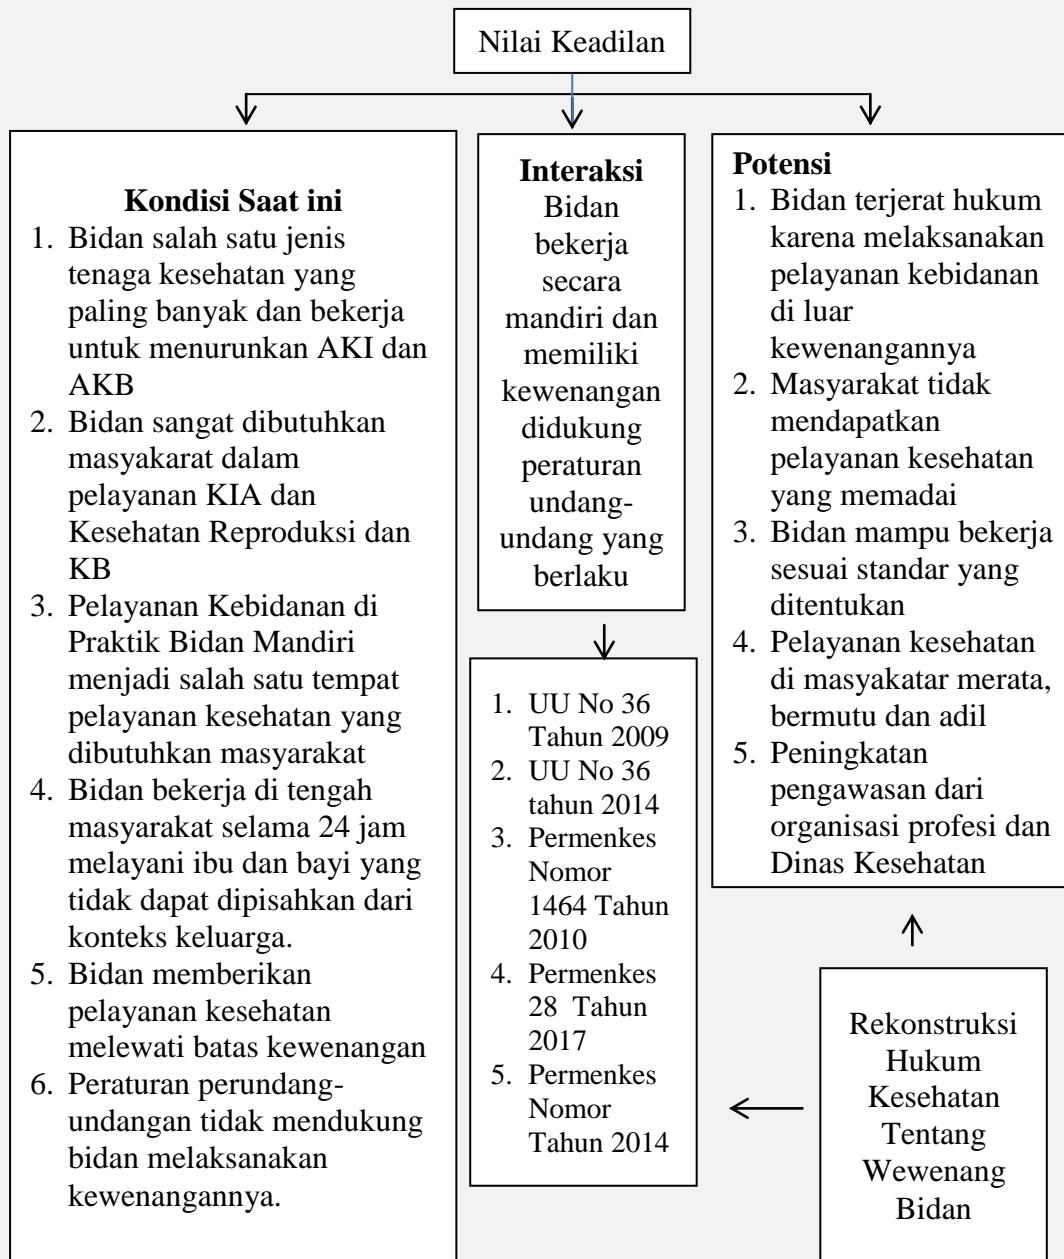 Nilai Keadilan
Kondisi Saat ini
1. Bidan salah satu jenis
tenaga kesehatan yang
paling banyak dan bekerja
untuk menurunkan AKI dan
AKB
2. Bidan sangat dibutuhkan
masyakarat dalam
pelayanan KIA dan
Kesehatan Reproduksi dan
KB
3. Pelayanan Kebidanan di
Praktik Bidan Mandiri
menjadi salah satu tempat
pelayanan kesehatan yang
dibutuhkan masyarakat
4. Bidan bekerja di tengah
masyarakat selama 24 jam
melayani ibu dan bayi yang
tidak dapat dipisahkan dari
konteks keluarga.
5. Bidan memberikan
pelayanan kesehatan
melewati batas kewenangan
6. Peraturan perundang-
undangan tidak mendukung
bidan melaksanakan
kewenangannya.
Interaksi
Bidan
bekerja
secara
mandiri dan
memiliki
kewenangan
didukung
peraturan
undang-
undang yang
berlaku
1. UU No 36
Tahun 2009
2. UU No 36
tahun 2014
3. Permenkes
Nomor
1464 Tahun
2010
4. Permenkes
28 Tahun
2017
5. Permenkes
Nomor
Tahun 2014
Potensi
1. Bidan terjerat hukum
karena melaksanakan
pelayanan kebidanan
di luar
kewenangannya
2. Masyarakat tidak
mendapatkan
pelayanan kesehatan
yang memadai
3. Bidan mampu bekerja
sesuai standar yang
ditentukan
4. Pelayanan kesehatan
di masyakatar merata,
bermutu dan adil
5. Peningkatan
pengawasan dari
organisasi profesi dan
Dinas Kesehatan
Rekonstruksi
Hukum
Kesehatan
Tentang
Wewenang
Bidan